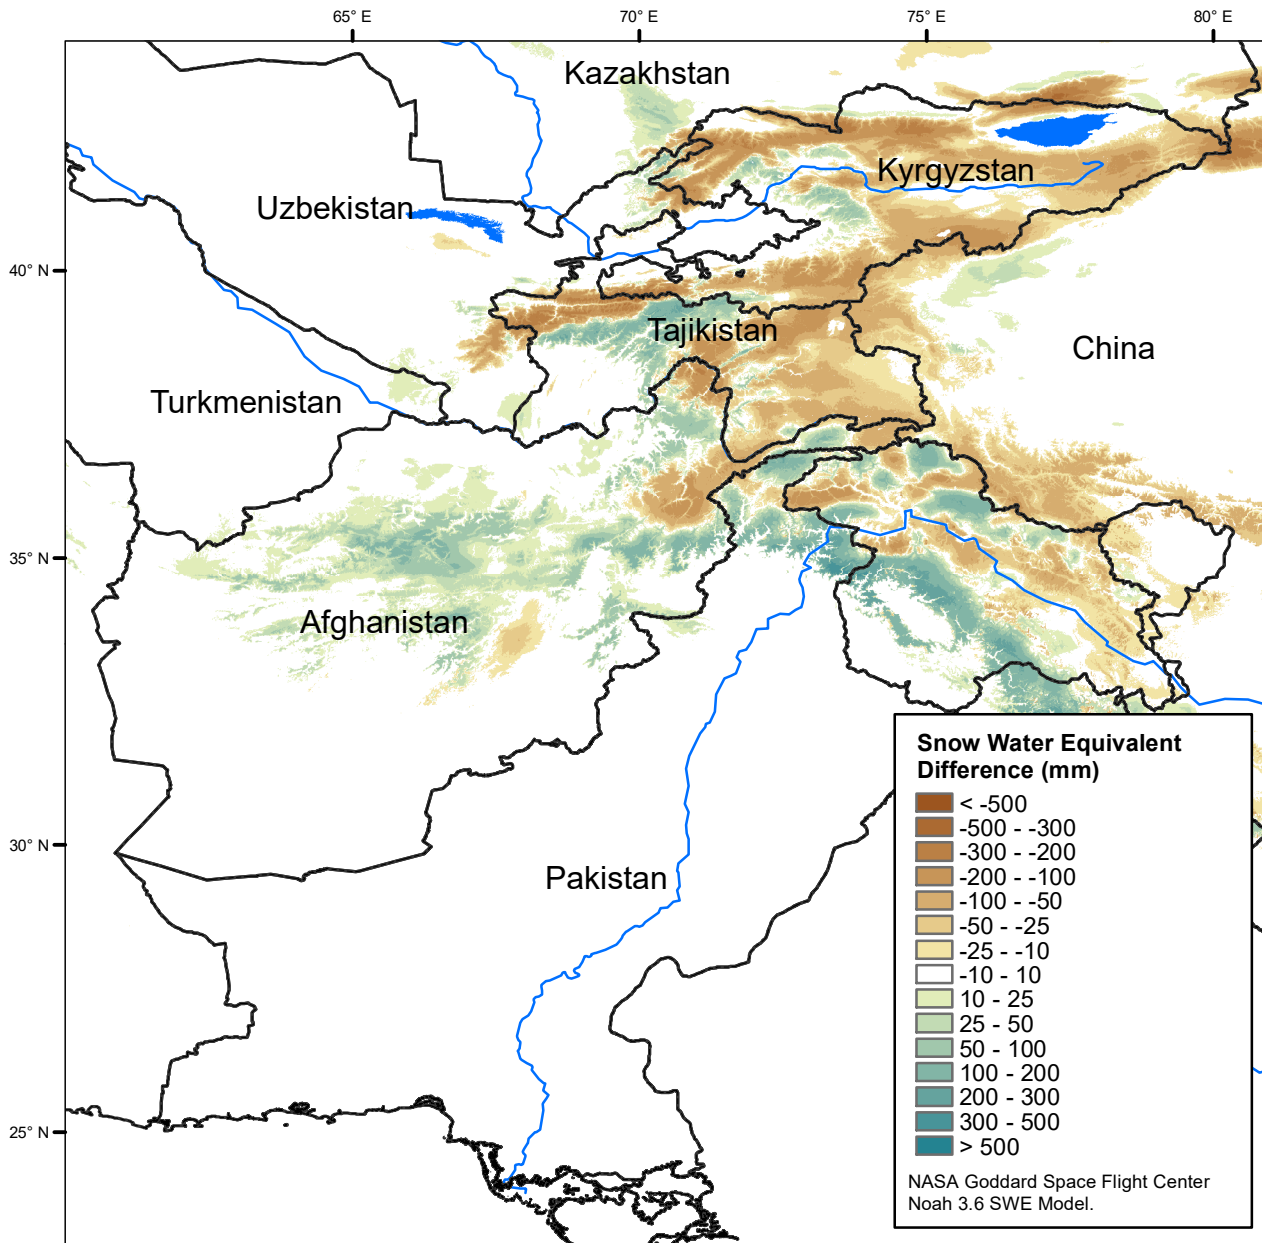 65° E
70° E
75° E
80° E
Kazakhstan
Kyrgyzstan
Uzbekistan
40° N
Tajikistan
China
Turkmenistan
35° N
Afghanistan
30° N
Pakistan
25° N
Snow Water Equivalent
Difference (mm)
< -500
-500 - -300
-300 - -200
-200 - -100
-100 - -50
-50 - -25
-25 - -10
-10 - 10
10 - 25
25 - 50
50 - 100
100 - 200
200 - 300
300 - 500
> 500
NASA Goddard Space Flight Center
Noah 3.6 SWE Model.